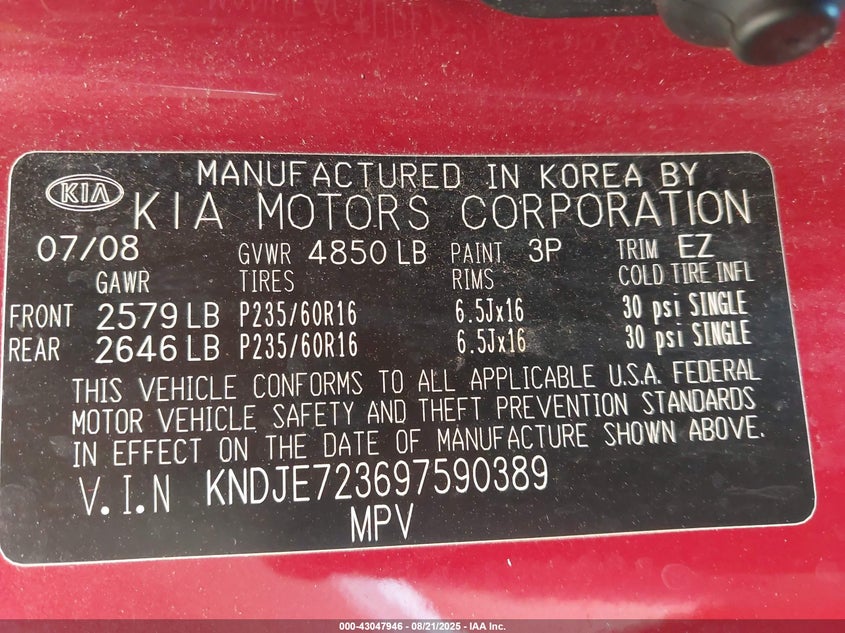 MANUFACTURED IN KOREA BY
KIA KIA MOTORS CORPORATION
07/08 GVWR 4850 LB PAINT 3P TRIM EZ
GAWR TIRES RIMS COLD TIRE INFL
FRONT 2579 LB P235/60R16 6.5Jx16 30 psi SINGLE
REAR 2646 LB P235/60R16 6.5Jx16 30 psi SINGLE
THIS VEHICLE CONFORMS TO ALL APPLICABLE U.S.A. FEDERAL
MOTOR VEHICLE SAFETY AND THEFT PREVENTION STANDARDS
IN EFFECT ON THE DATE OF MANUFACTURE SHOWN ABOVE.
V.I.N KNDJE723697590389
MPV
000-43047946 - 08/21/2025 - IAA Inc.